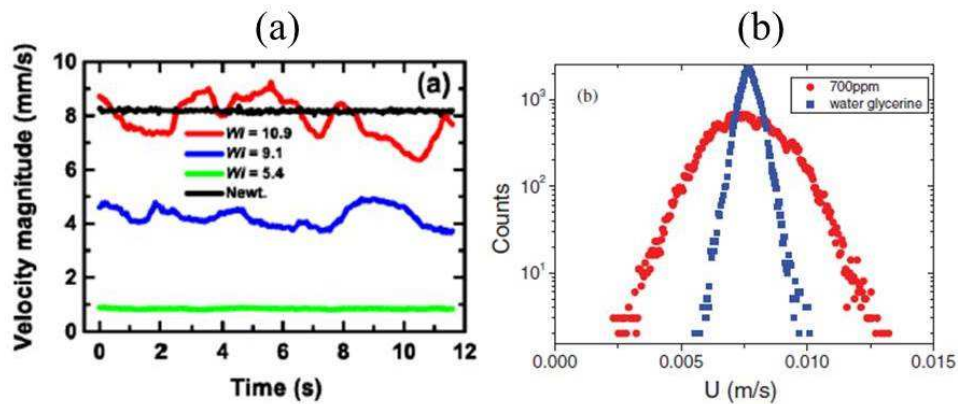 (a)
(b)
Velocity magnitude (mm/s)
10
8
6
4
2
0
(a)
Wi = 10.9
Wi = 9.1
Wi = 5.4
Newt.
0 2 4 6 8 10 12
Time (s)
Counts
10³
10²
10¹
(b)
700ppm
water glycerine
0.000 0.005 0.010 0.015
U (m/s)